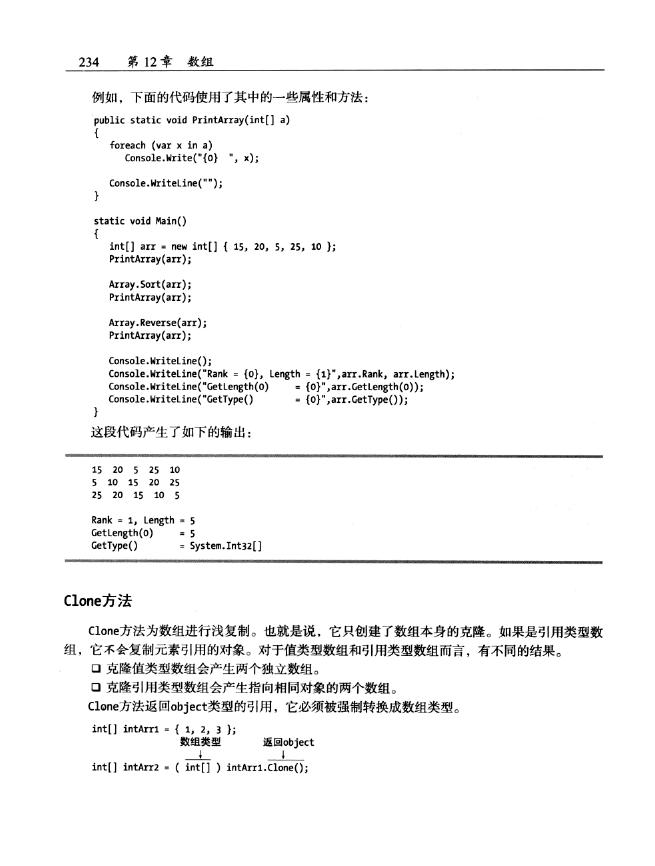 234 第12章 数组
例如，下面的代码使用了其中的一些属性和方法：
public static void PrintArray(int[] a)
{
foreach (var x in a)
Console.Write("{0}  ", x);
Console.WriteLine("");
}
static void Main()
{
int[] arr = new int[] { 15, 20, 5, 25, 10 };
PrintArray(arr);
Array.Sort(arr);
PrintArray(arr);
Array.Reverse(arr);
PrintArray(arr);
Console.WriteLine();
Console.WriteLine("Rank = {0}, Length = {1}",arr.Rank, arr.Length);
Console.WriteLine("GetLength(0)     = {0}",arr.GetLength(0));
Console.WriteLine("GetType()        = {0}",arr.GetType());
}
这段代码产生了如下的输出：
15 20 5 25 10
5 10 15 20 25
25 20 15 10 5
Rank = 1, Length = 5
GetLength(0)     = 5
GetType()        = System.Int32[]
Clone方法
Clone方法为数组进行浅复制。也就是说，它只创建了数组本身的克隆。如果是引用类型数
组，它不会复制元素引用的对象。对于值类型数组和引用类型数组而言，有不同的结果。
❑ 克隆值类型数组会产生两个独立数组。
❑ 克隆引用类型数组会产生指向相同对象的两个数组。
Clone方法返回object类型的引用，它必须被强制转换成数组类型。
int[] intArr1 = { 1, 2, 3 };
数组类型 返回object
int[] intArr2 = ( int[] ) intArr1.Clone();